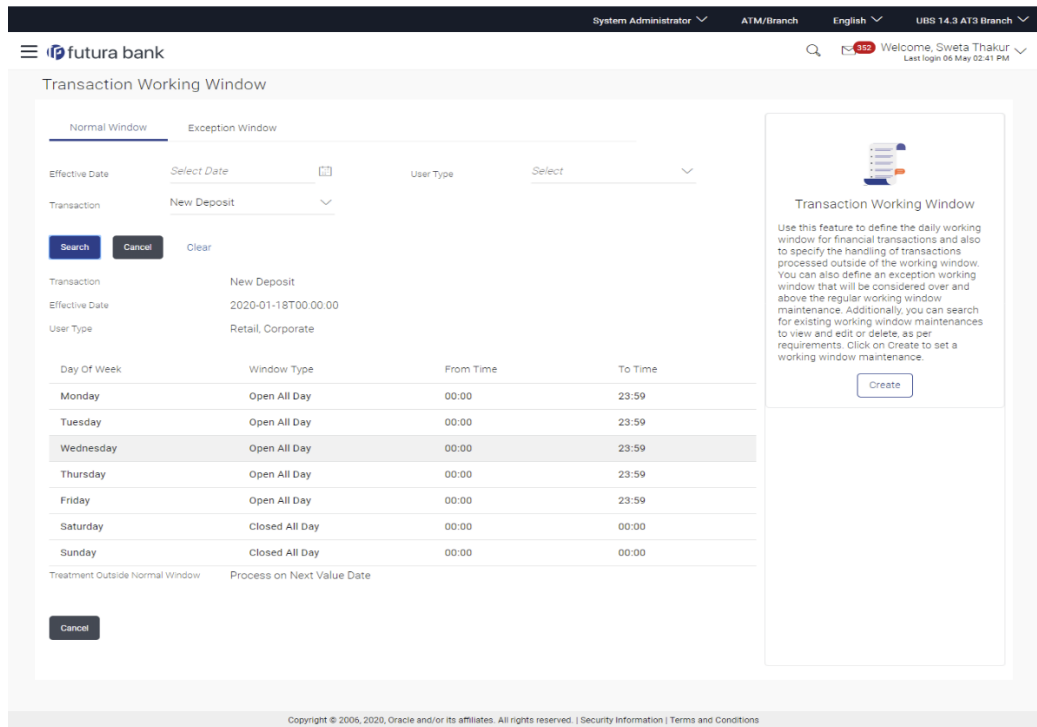 System Administrator ATM/Branch English UBS 14.3 AT3 Branch
futura bank
352 Welcome, Sweta Thakur
Last login 06 May 02:41 PM
Transaction Working Window
Normal Window Exception Window
Effective Date Select Date User Type Select
Transaction New Deposit
Search Cancel Clear
Transaction New Deposit
Effective Date 2020-01-18T00:00:00
User Type Retail, Corporate
Day Of Week Window Type From Time To Time
Monday Open All Day 00:00 23:59
Tuesday Open All Day 00:00 23:59
Wednesday Open All Day 00:00 23:59
Thursday Open All Day 00:00 23:59
Friday Open All Day 00:00 23:59
Saturday Closed All Day 00:00 00:00
Sunday Closed All Day 00:00 00:00
Treatment Outside Normal Window Process on Next Value Date
Cancel
Transaction Working Window
Use this feature to define the daily working
window for financial transactions and also
to specify the handling of transactions
processed outside of the working window.
You can also define an exception working
window that will be considered over and
above the regular working window
maintenance. Additionally, you can search
for existing working window maintenances
to view and edit or delete, as per
requirements. Click on Create to set a
working window maintenance.
Create
Copyright © 2006, 2020, Oracle and/or its affiliates. All rights reserved. | Security Information | Terms and Conditions